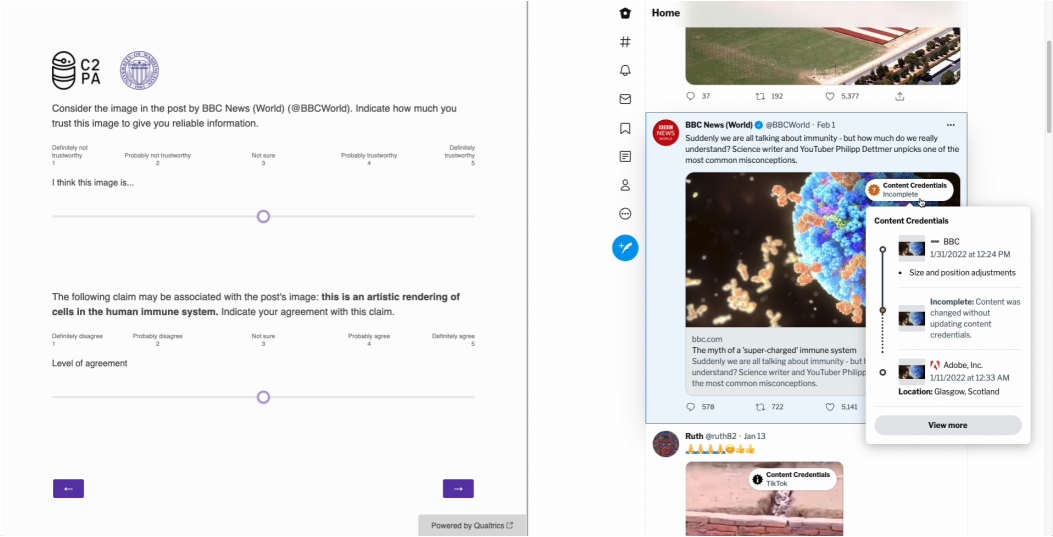 C2
PA
UNIVERSITY OF WASHINGTON
Consider the image in the post by BBC News (World) (@BBCWorld). Indicate how much you
trust this image to give you reliable information.
Definitely not
trustworthy
1
Probably not trustworthy
2
Not sure
3
Probably trustworthy
4
Definitely
trustworthy
5
I think this image is...
The following claim may be associated with the post's image: this is an artistic rendering of
cells in the human immune system. Indicate your agreement with this claim.
Definitely disagree
1
Probably disagree
2
Not sure
3
Probably agree
4
Definitely agree
5
Level of agreement
←
→
Powered by Qualtrics
Home
37
192
5,377
BBC
NEWS
WORLD
BBC News (World) @BBCWorld · Feb 1
Suddenly we are all talking about immunity - but how much do we really
understand? Science writer and YouTuber Philipp Dettmer unpicks one of the
most common misconceptions.
Content Credentials
Incomplete
bbc.com
The myth of a 'super-charged' immune system
Suddenly we are all talking about immunity - but
understand? Science writer and YouTuber Philipp
the most common misconceptions.
578
722
5,141
Content Credentials
BBC
1/31/2022 at 12:24 PM
• Size and position adjustments
Incomplete: Content was
changed without
updating content
credentials.
Adobe, Inc.
1/11/2022 at 12:33 AM
Location: Glasgow, Scotland
View more
Ruth @ruth82 · Jan 13
🙏🙏🙏🙏😊👍👍
Content Credentials
TikTok